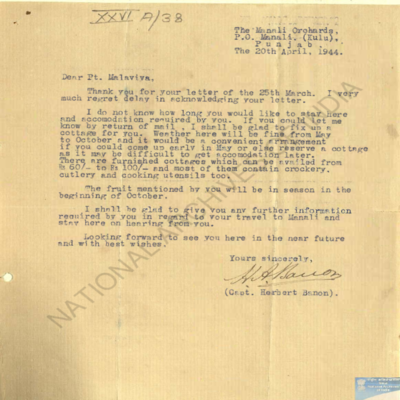 XXVI A/38
The Manali Orchards,
P.O. Manali. (Kulu),
Punjab.
The 20th April, 1944.
Dear Pt. Malaviya.
Thank you for your letter of the 25th March. I very
much regret delay in acknowledging your letter.
I do not know how long you would like to stay here
and accomodation required by you. If you could let me
know by return of mail , I shall be glad to fix up a
cottage for you. Weather here will be fine from May
to October and it would be a convenient arrangement
if you could come up early in May or else reserve a cottage
as it may be difficult to get accomodation later.
There are furnished cottages which can be availed from
Rs 60/- to Rs 100/- and most of them contain crockery,
cutlery and cooking utensils too.
The fruit mentioned by you will be in season in the
beginning of October.
I shall be glad to give you any further information
required by you in regard to your travel to Manali and
stay here on hearing from you.
Looking forward to see you here in the near future
and with best wishes.
Yours sincerely,
H. A. Banon
(Capt. Herbert Banon).
NATIONAL ARCHIVES INDIA